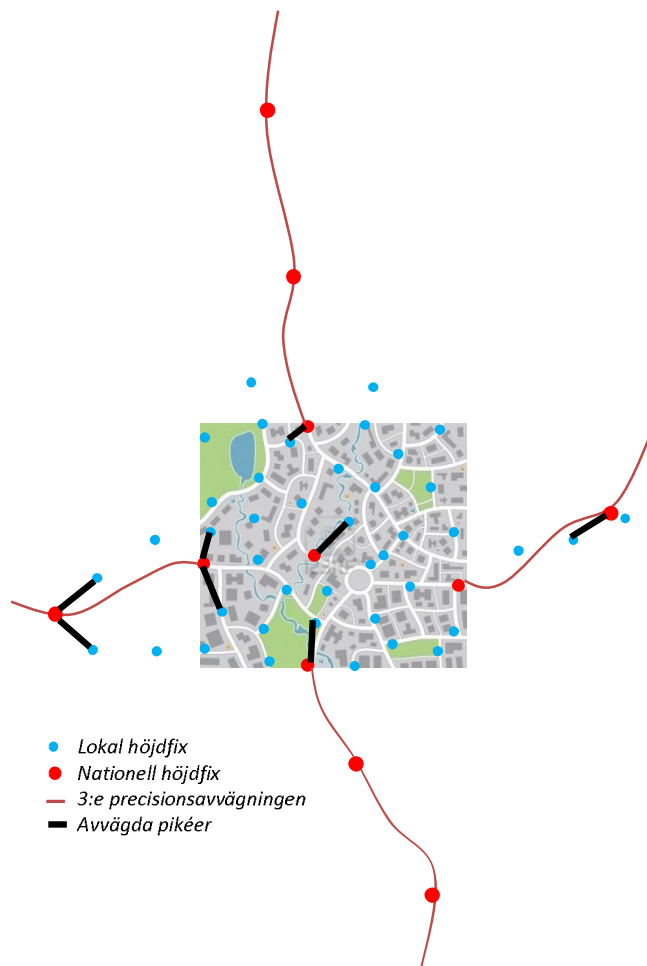 Lokal höjdfix
Nationell höjdfix
3:e precisionsavvägningen
Avvägda pikéer